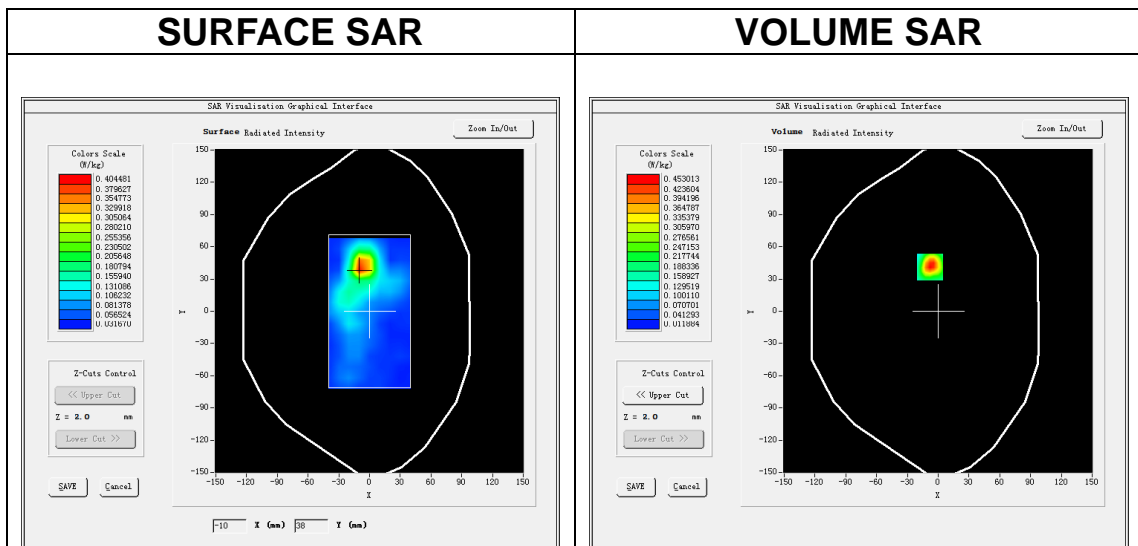 SURFACE SAR
VOLUME SAR
SAR Visualisation Graphical Interface
Surface Radiated Intensity
Zoom In/Out
Colors Scale
(W/kg)
0.404481
0.379627
0.354773
0.329918
0.305064
0.280210
0.255356
0.230502
0.205648
0.180794
0.155940
0.131086
0.106232
0.081378
0.056524
0.031670
Z-Cuts Control
<< Upper Cut
Z = 2.0 mm
Lower Cut >>
SAVE
Cancel
150
120
90
60
30
0
-30
-60
-90
-120
-150
Y
-150 -120 -90 -60 -30 0 30 60 90 120 150
X
-10 X (mm) 38 Y (mm)
SAR Visualisation Graphical Interface
Volume Radiated Intensity
Zoom In/Out
Colors Scale
(W/kg)
0.453013
0.423604
0.394196
0.364787
0.335379
0.305970
0.276561
0.247153
0.217744
0.188336
0.158927
0.129519
0.100110
0.070701
0.041293
0.011884
Z-Cuts Control
<< Upper Cut
Z = 2.0 mm
Lower Cut >>
SAVE
Cancel
150
120
90
60
30
0
-30
-60
-90
-120
-150
Y
-150 -120 -90 -60 -30 0 30 60 90 120 150
X